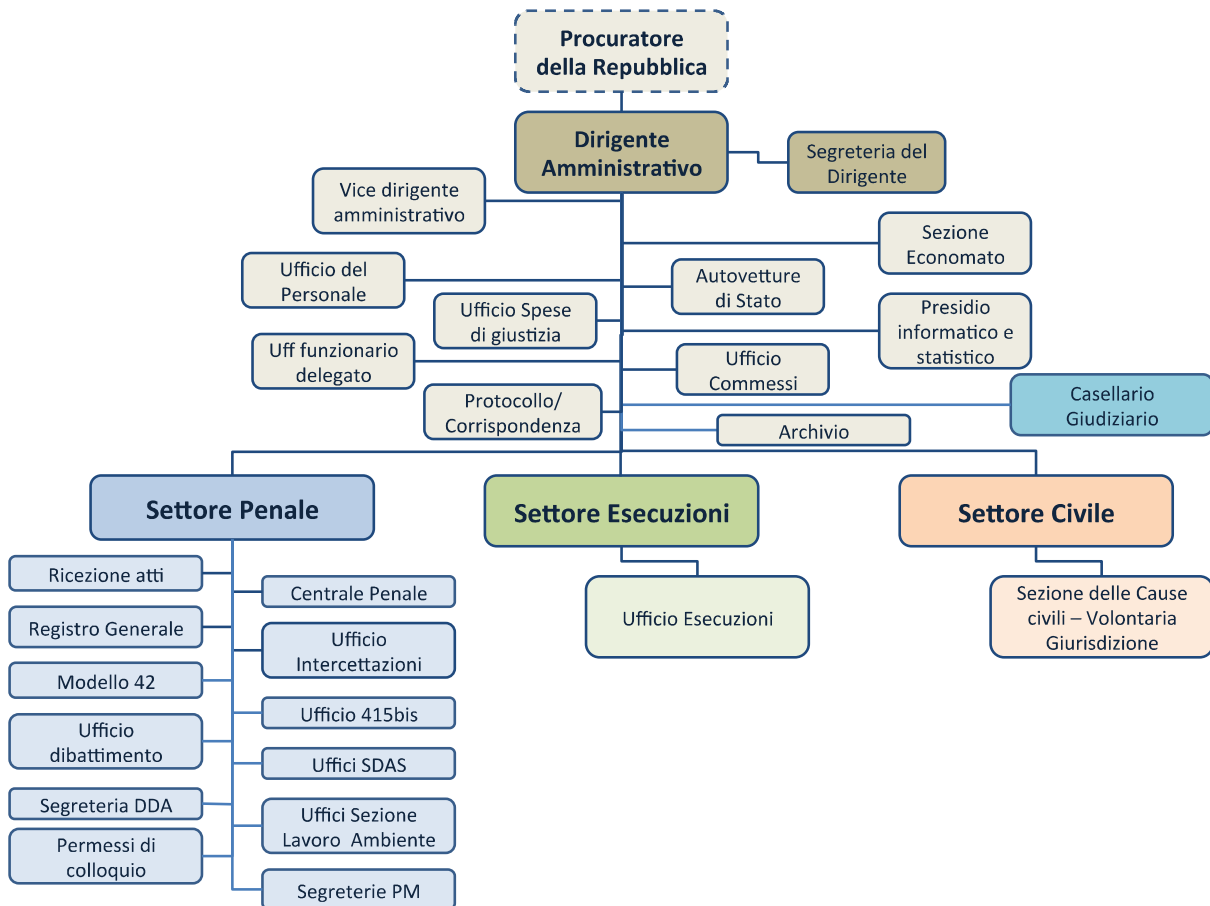 Procuratore
della Repubblica
Dirigente
Amministrativo
Segreteria del
Dirigente
Vice dirigente
amministrativo
Sezione
Economato
Ufficio del
Personale
Autovetture
di Stato
Ufficio Spese
di giustizia
Presidio
informatico e
statistico
Uff funzionario
delegato
Ufficio
Commessi
Casellario
Giudiziario
Protocollo/
Corrispondenza
Archivio
Settore Penale
Settore Esecuzioni
Settore Civile
Ricezione atti
Centrale Penale
Registro Generale
Ufficio
Intercettazioni
Modello 42
Ufficio 415bis
Ufficio
dibattimento
Uffici SDAS
Segreteria DDA
Uffici Sezione
Lavoro  Ambiente
Permessi di
colloquio
Segreterie PM
Ufficio Esecuzioni
Sezione delle Cause
civili – Volontaria
Giurisdizione